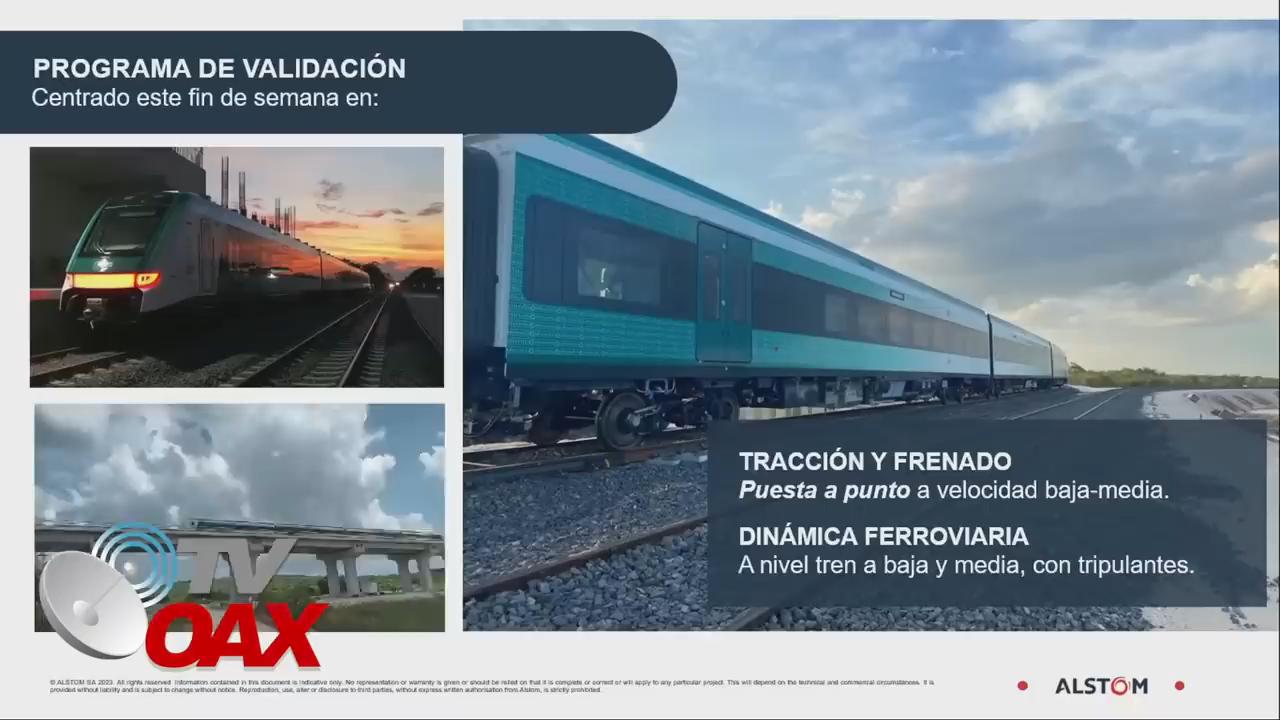 PROGRAMA DE VALIDACIÓN
Centrado este fin de semana en:
TRACCIÓN Y FRENADO
Puesta a punto a velocidad baja-media.
DINÁMICA FERROVIARIA
A nivel tren a baja y media, con tripulantes.
TV
OAX
© ALSTOM SA 2023. All rights reserved. Information contained in this document is indicative only. No representation or warranty is given or should be relied on that it is complete or correct or will apply to any particular project. This will depend on the technical and commercial circumstances. It is
provided without liability and is subject to change without notice. Reproduction, use, alter or disclosure to third parties, without express written authorisation from Alstom, is strictly prohibited.
ALSTOM